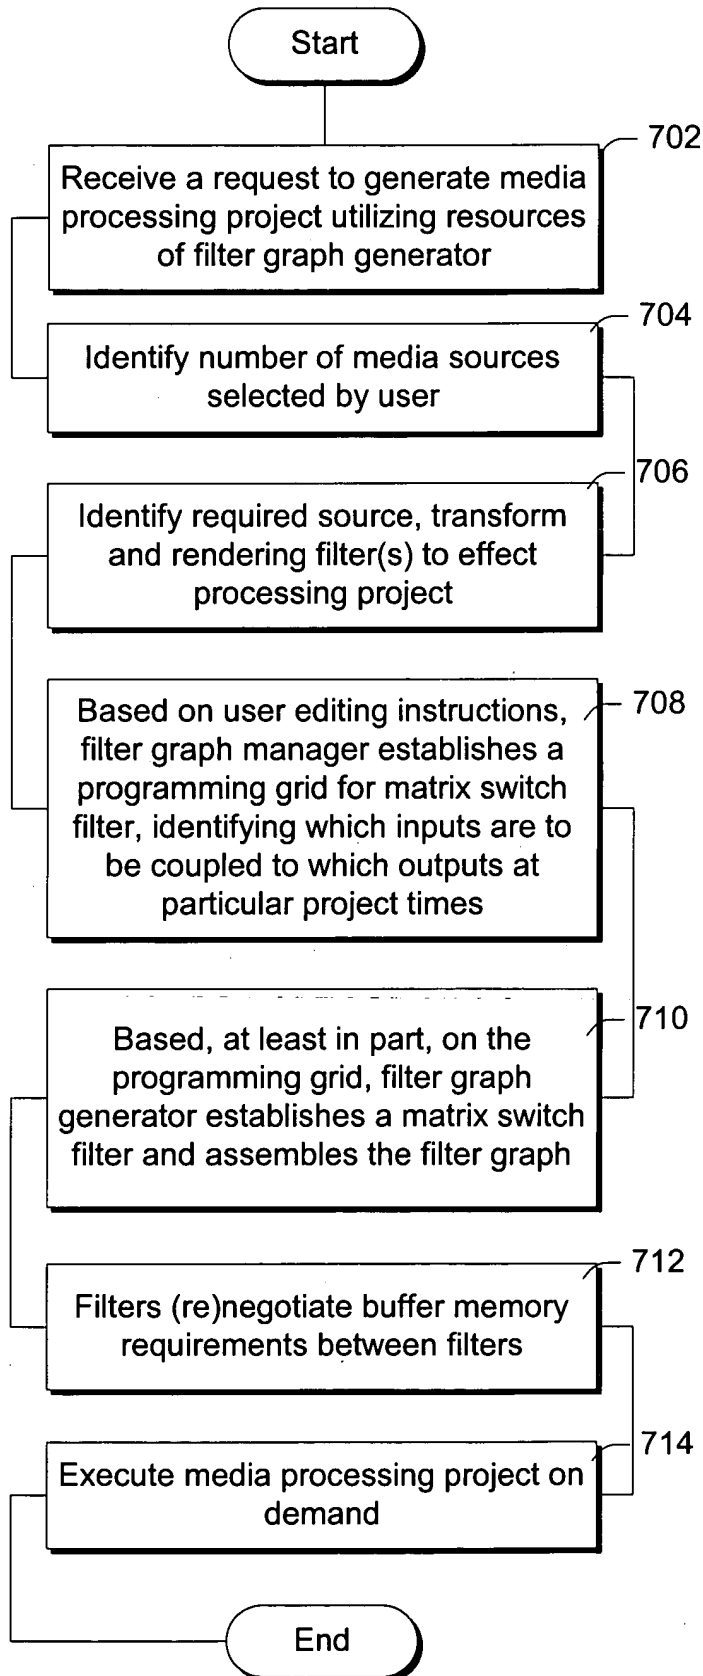 Start
702
Receive a request to generate media
processing project utilizing resources
of filter graph generator
704
Identify number of media sources
selected by user
706
Identify required source, transform
and rendering filter(s) to effect
processing project
708
Based on user editing instructions,
filter graph manager establishes a
programming grid for matrix switch
filter, identifying which inputs are to
be coupled to which outputs at
particular project times
710
Based, at least in part, on the
programming grid, filter graph
generator establishes a matrix switch
filter and assembles the filter graph
712
Filters (re)negotiate buffer memory
requirements between filters
714
Execute media processing project on
demand
End